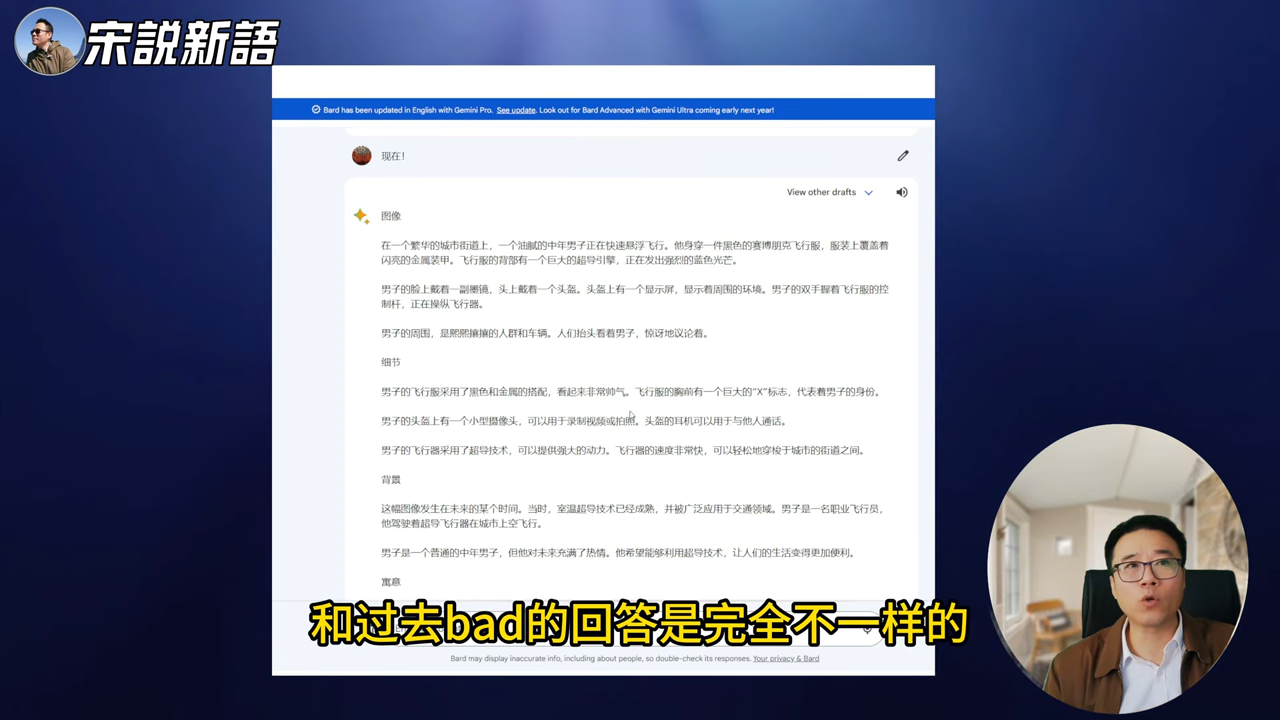 宋説新語
Bard has been updated in English with Gemini Pro. See update. Look out for Bard Advanced with Gemini Ultra coming early next year!
现在！
View other drafts
图像
在一个繁华的城市街道上，一个油腻的中年男子正在快速悬浮飞行。他身穿一件黑色的赛博朋克飞行服，服装上覆盖着
闪亮的金属装甲。飞行服的背部有一个巨大的超导引擎，正在发出强烈的蓝色光芒。
男子的脸上戴着一副墨镜，头上戴着一个头盔。头盔上有一个显示屏，显示着周围的环境。男子的双手握着飞行服的控
制杆，正在操纵飞行器。
男子的周围，是熙熙攘攘的人群和车辆。人们抬头看着男子，惊讶地议论着。
细节
男子的飞行服采用了黑色和金属的搭配，看起来非常帅气。飞行服的胸前有一个巨大的“X”标志，代表着男子的身份。
男子的头盔上有一个小型摄像头，可以用于录制视频或拍照。头盔的耳机可以用于与他人通话。
男子的飞行器采用了超导技术，可以提供强大的动力。飞行器的速度非常快，可以轻松地穿梭于城市的街道之间。
背景
这幅图像发生在未来的某个时间。当时，室温超导技术已经成熟，并被广泛应用于交通领域。男子是一名职业飞行员，
他驾驶着超导飞行器在城市上空飞行。
男子是一个普通的中年男子，但他对未来充满了热情。他希望能够利用超导技术，让人们的生活变得更加便利。
寓意
和过去bad的回答是完全不一样的
Bard may display inaccurate info, including about people, so double-check its responses. Your privacy & Bard